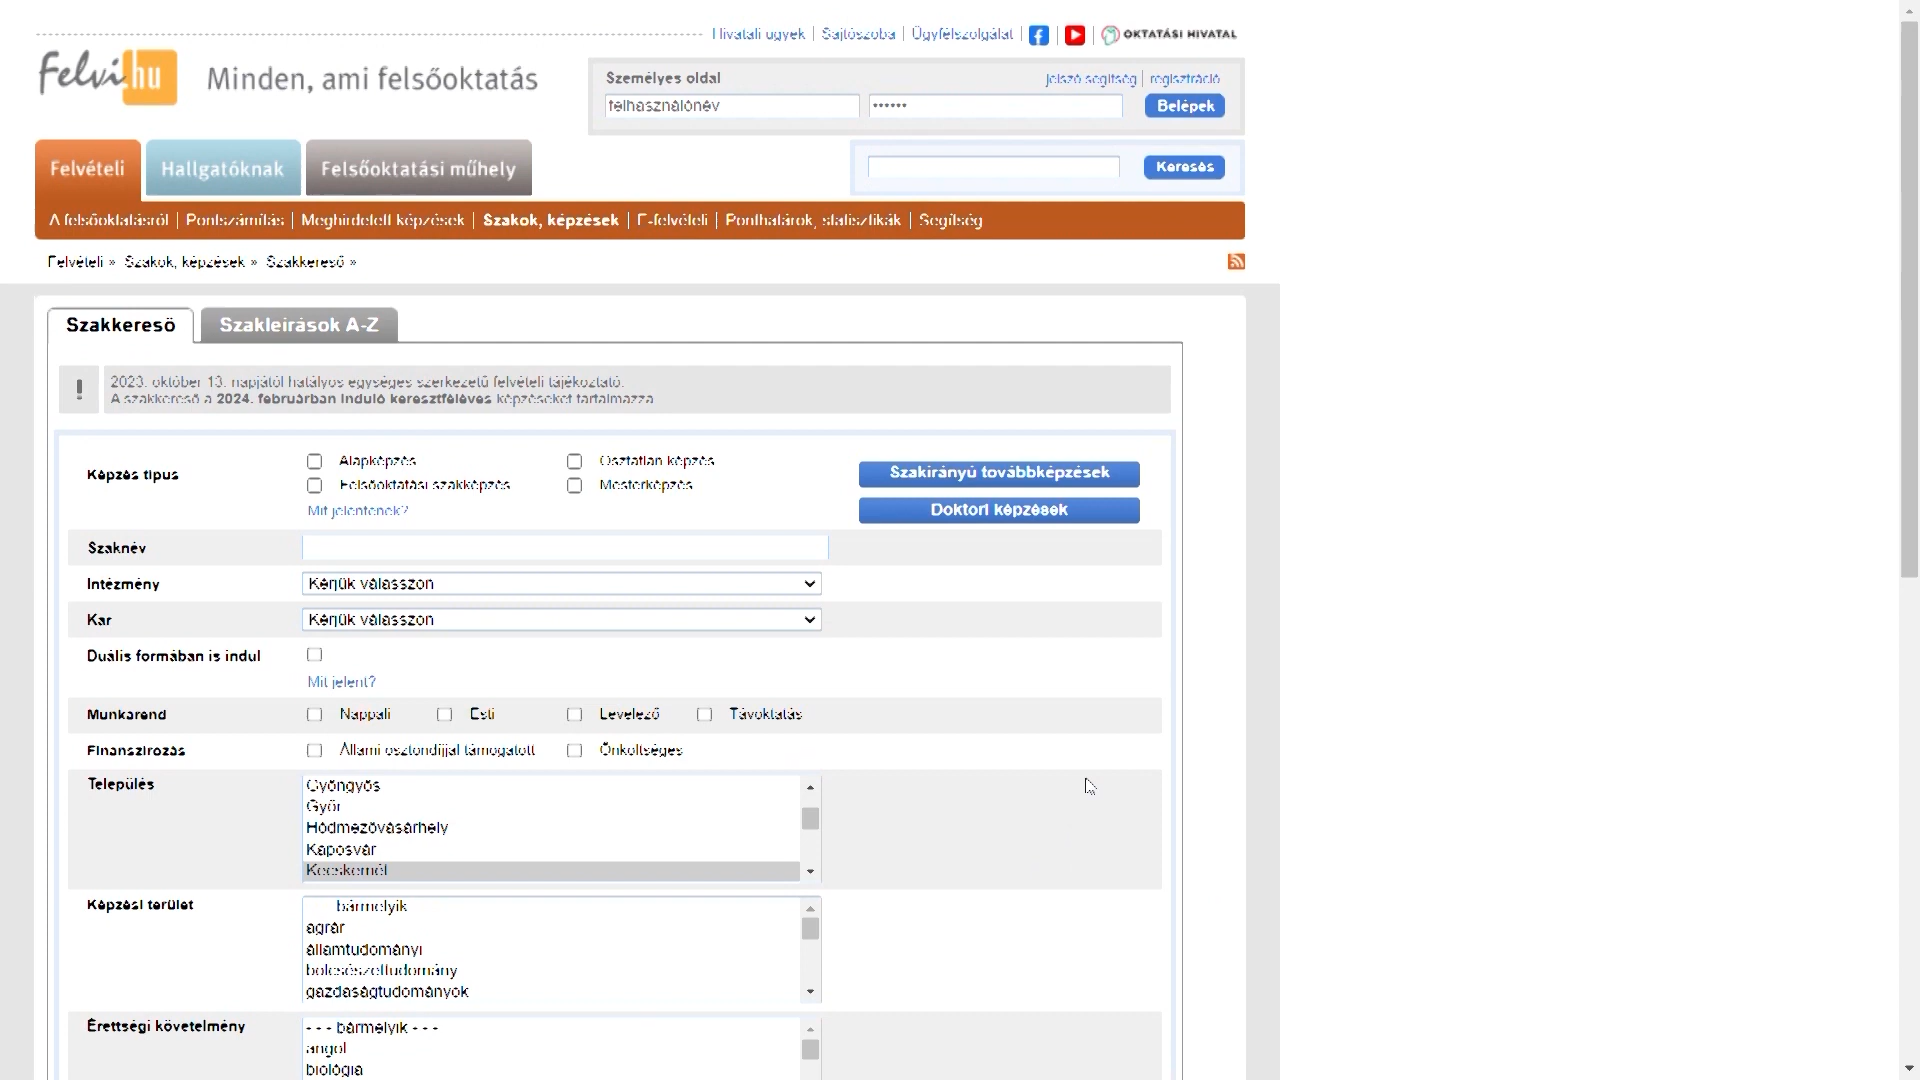 Hivatali ügyek | Sajtószoba | Ügyfélszolgálat | OKTATÁSI HIVATAL
Felvi.hu Minden, ami felsőoktatás
Személyes oldal jelszó segítség | regisztráció
felhasználónév •••••• Belépek
Felvételi Hallgatóknak Felsőoktatási műhely Keresés
A felsőoktatásról | Pontszámítás | Meghirdetett képzések | Szakok, képzések | E-felvételi | Ponthatárok, statisztikák | Segítség
Felvételi » Szakok, képzések » Szakkereső »
Szakkereső Szakleírások A-Z
! 2023. október 13. napjától hatályos egységes szerkezetű felvételi tájékoztató.
A szakkereső a 2024. februárban induló keresztféléves képzéseket tartalmazza
Képzés típus Alapképzés Osztatlan képzés Szakirányú továbbképzések
Felsőoktatási szakképzés Mesterképzés
Mit jelentenek? Doktori képzések
Szaknév
Intézmény Kérjük válasszon
Kar Kérjük válasszon
Duális formában is indul
Mit jelent?
Munkarend Nappali Esti Levelező Távoktatás
Finanszírozás Állami ösztöndíjjal támogatott Önköltséges
Település Gyöngyös
Győr
Hódmezővásárhely
Kaposvár
Kecskemét
Képzési terület bármelyik
agrár
államtudományi
bölcsészettudomány
gazdaságtudományok
Érettségi követelmény - - - bármelyik - - -
angol
biológia